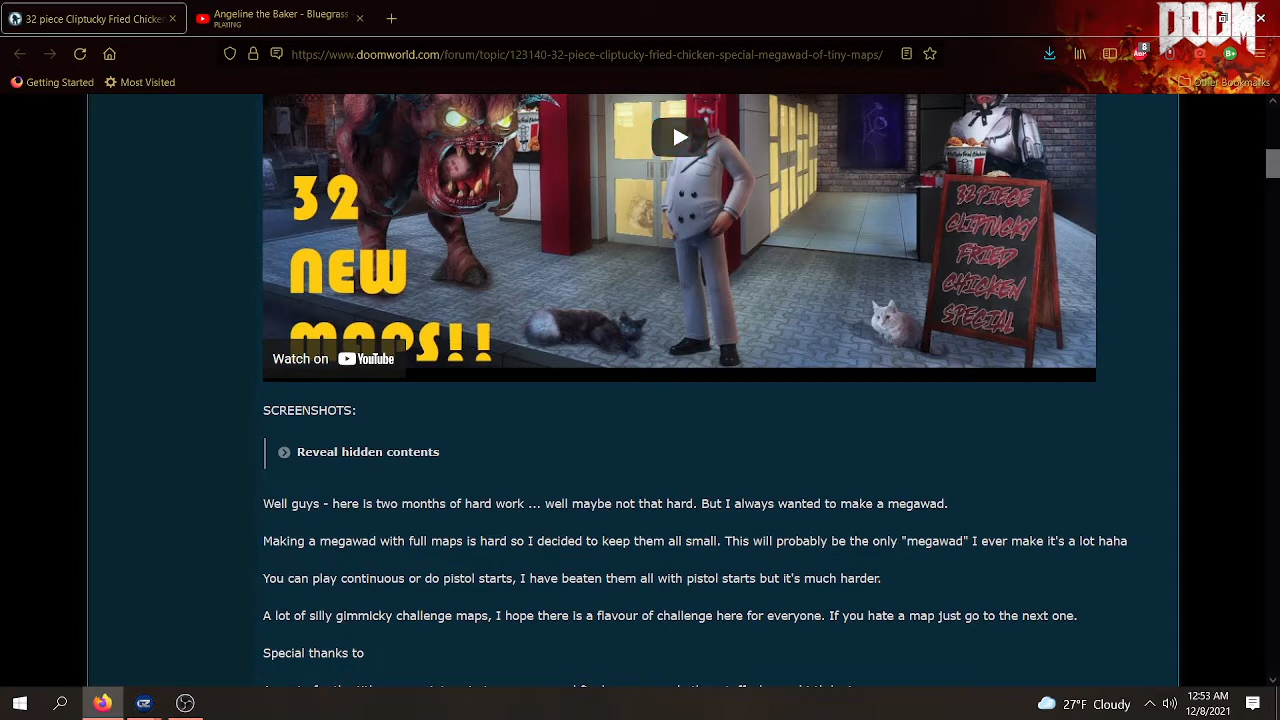 32 piece Cliptucky Fried Chicken
Angeline the Baker - Bluegrass
PLAYING
DOOM
https://www.doomworld.com/forum/topic/123140-32-piece-cliptucky-fried-chicken-special-megawad-of-tiny-maps/
8
ABP
B+
Getting Started
Most Visited
Other Bookmarks
32
NEW
MAPS!!
32 PIECE
CLIPTUCKY
FRIED
CHICKEN
SPECIAL
Watch on YouTube
SCREENSHOTS:
Reveal hidden contents
Well guys - here is two months of hard work ... well maybe not that hard. But I always wanted to make a megawad.
Making a megawad with full maps is hard so I decided to keep them all small. This will probably be the only "megawad" I ever make it's a lot haha
You can play continuous or do pistol starts, I have beaten them all with pistol starts but it's much harder.
A lot of silly gimmicky challenge maps, I hope there is a flavour of challenge here for everyone. If you hate a map just go to the next one.
Special thanks to
27°F Cloudy
12:53 AM
12/8/2021